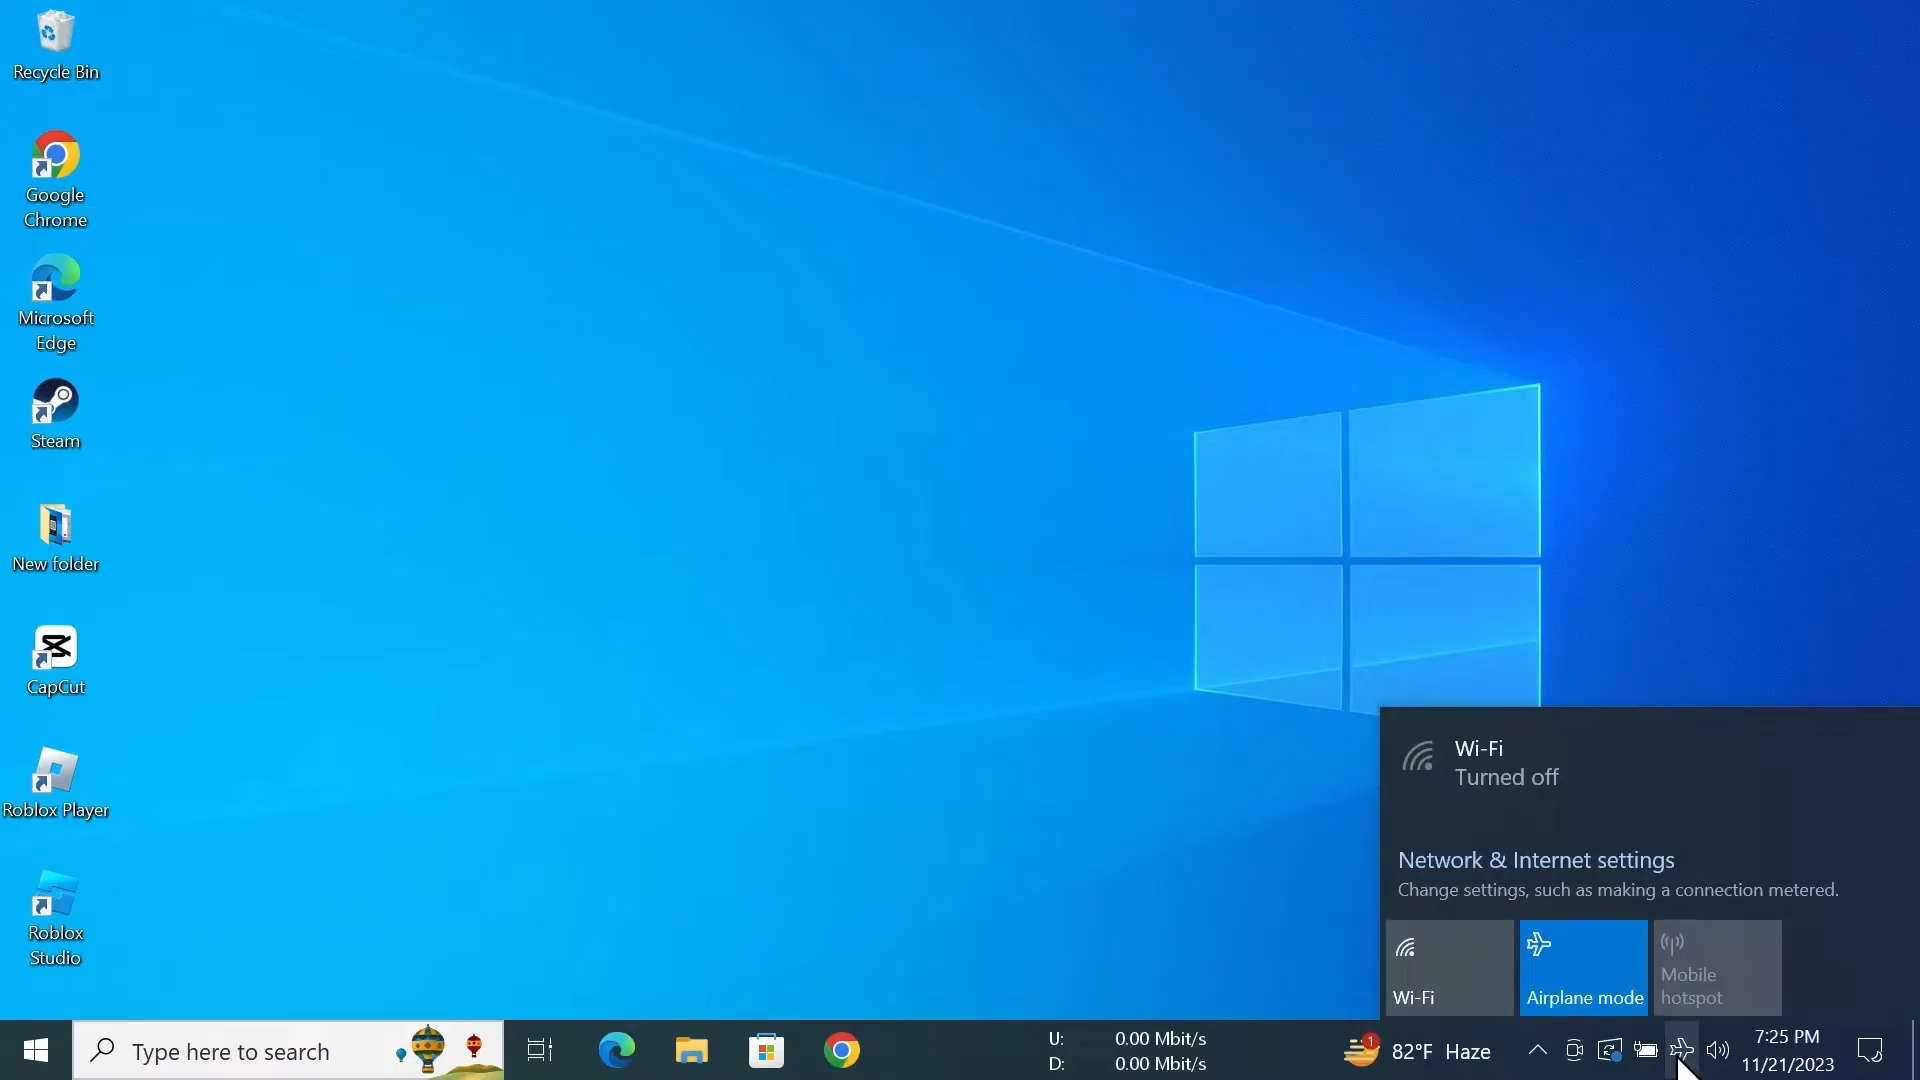 Recycle Bin
Google
Chrome
Microsoft
Edge
Steam
New folder
CapCut
Roblox Player
Roblox
Studio
Wi-Fi
Turned off
Network & Internet settings
Change settings, such as making a connection metered.
Wi-Fi
Airplane mode
Mobile
hotspot
Type here to search
U: 0.00 Mbit/s
D: 0.00 Mbit/s
1
82°F Haze
7:25 PM
11/21/2023